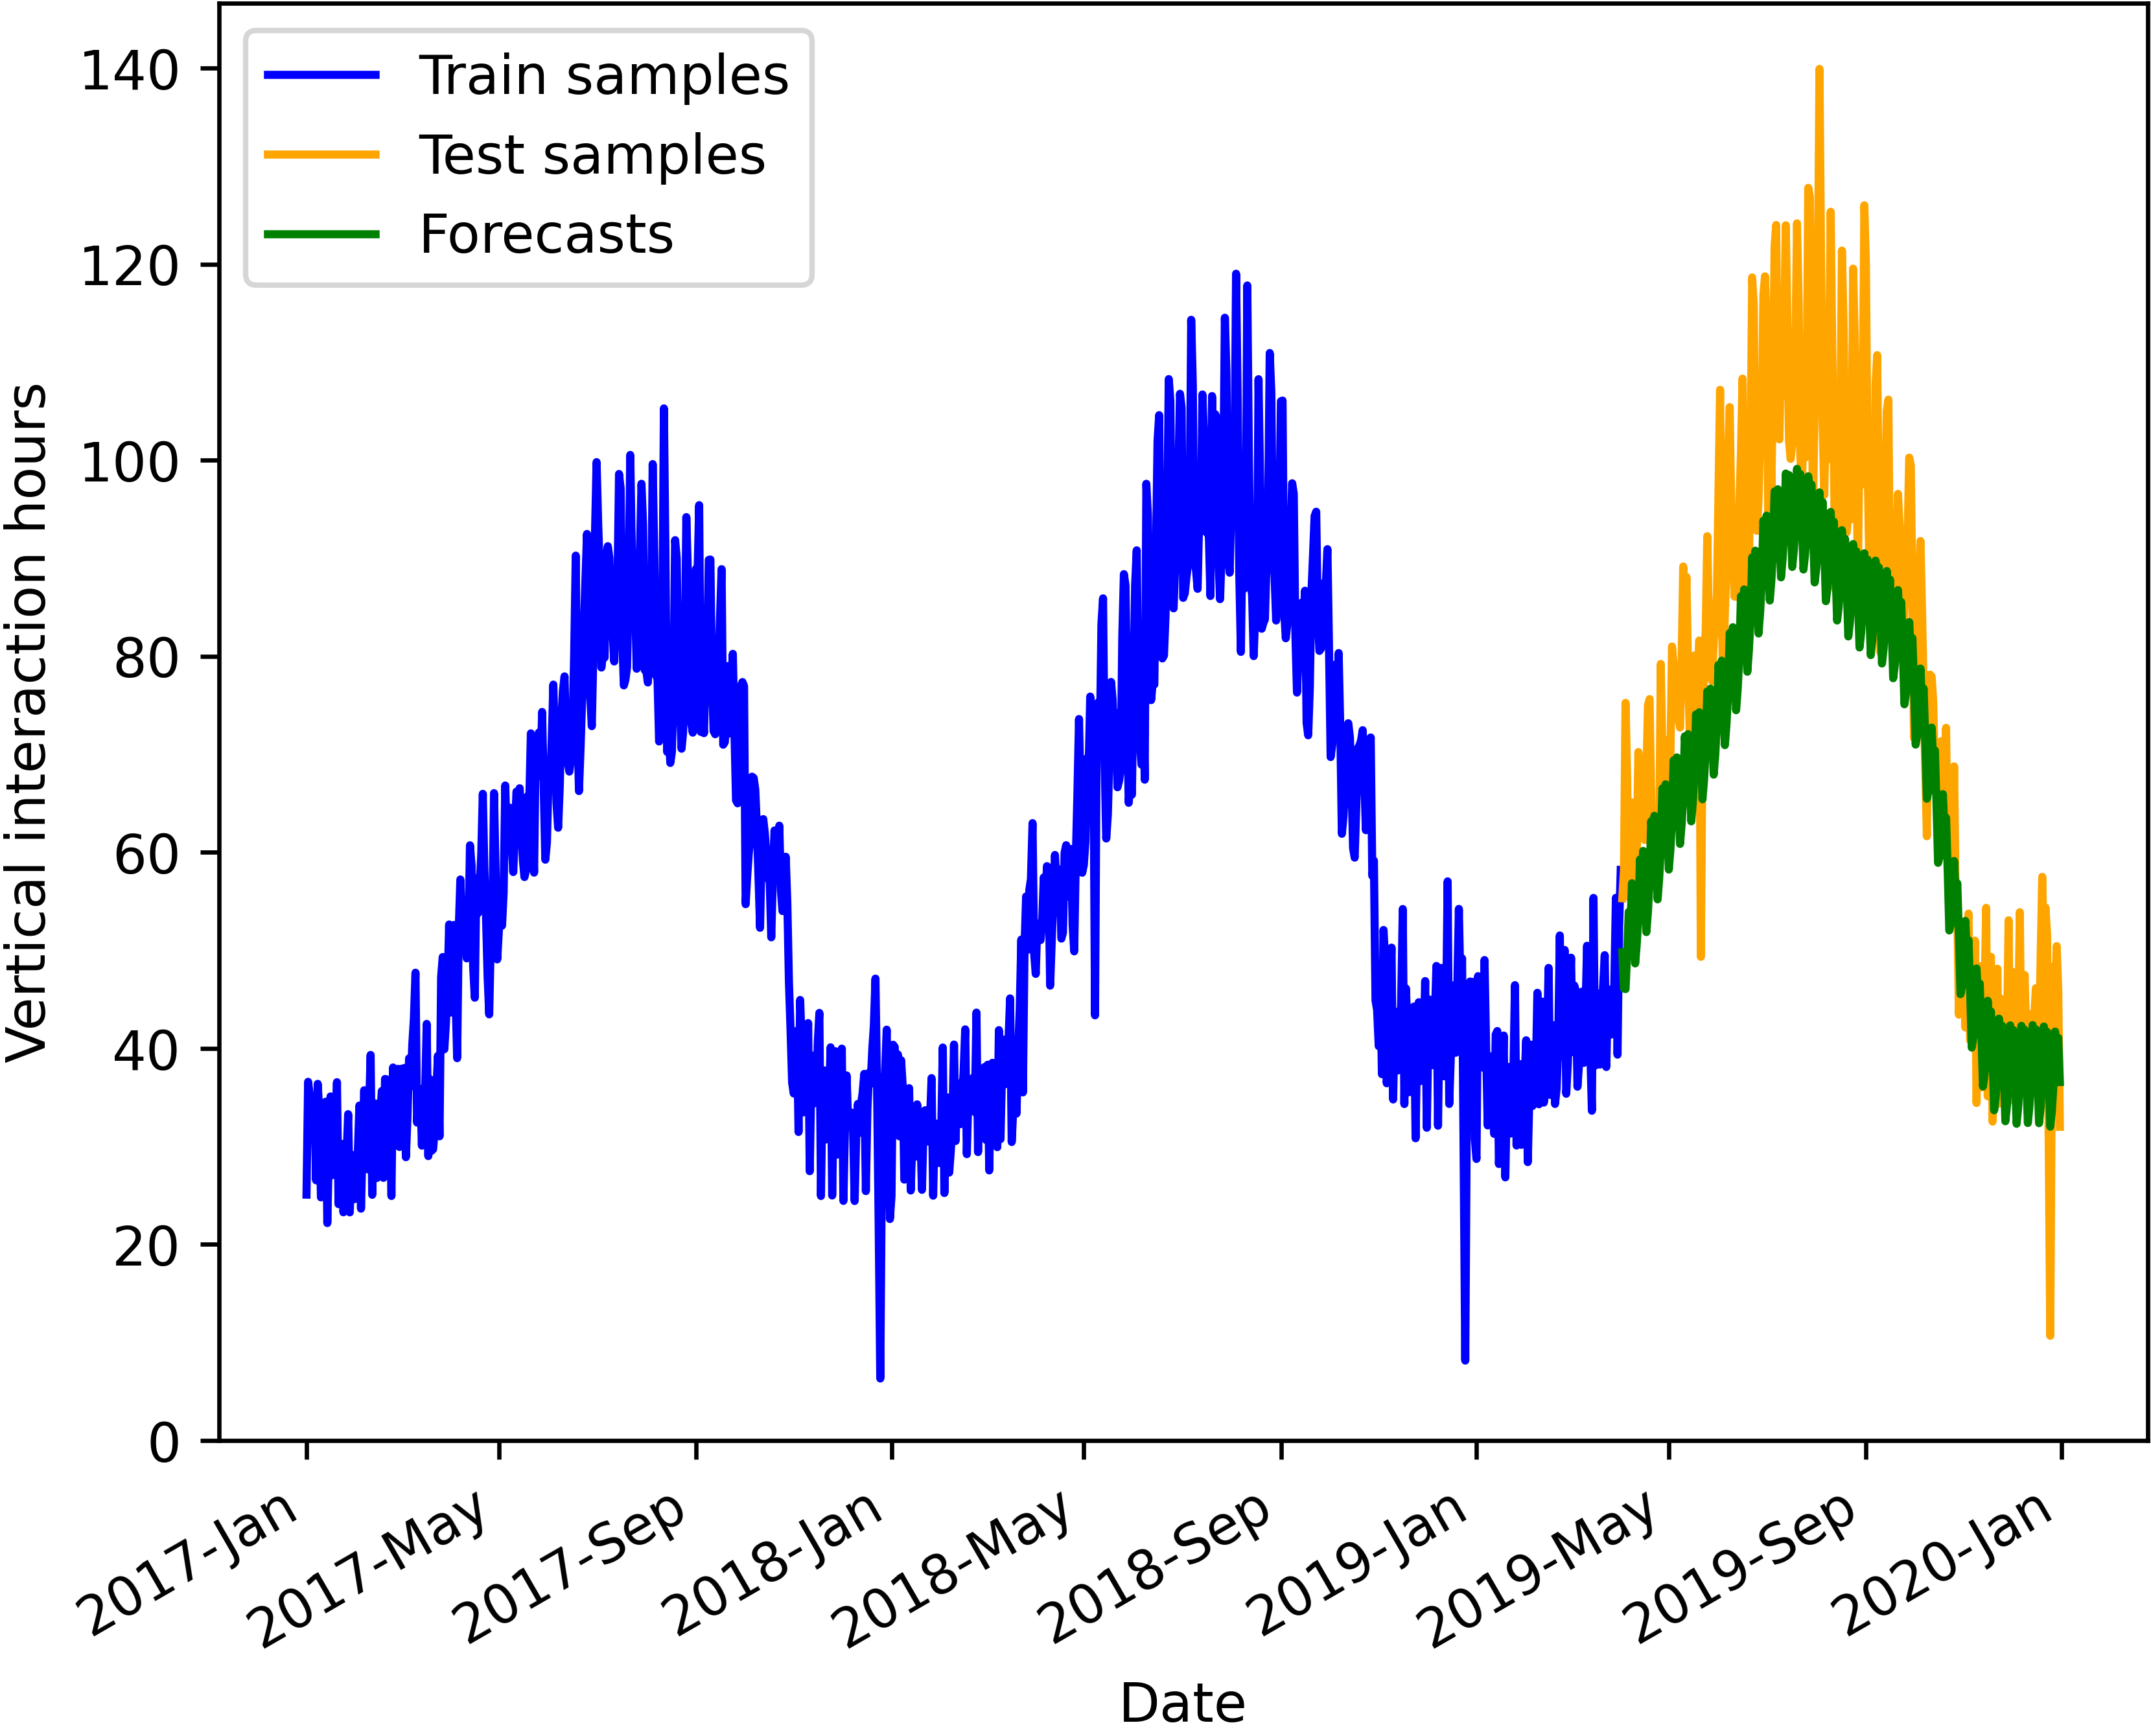 Train samples
Test samples
Forecasts
Vertical interaction hours
140
120
100
80
60
40
20
0
2017-Jan
2017-May
2017-Sep
2018-Jan
2018-May
2018-Sep
2019-Jan
2019-May
2019-Sep
2020-Jan
Date